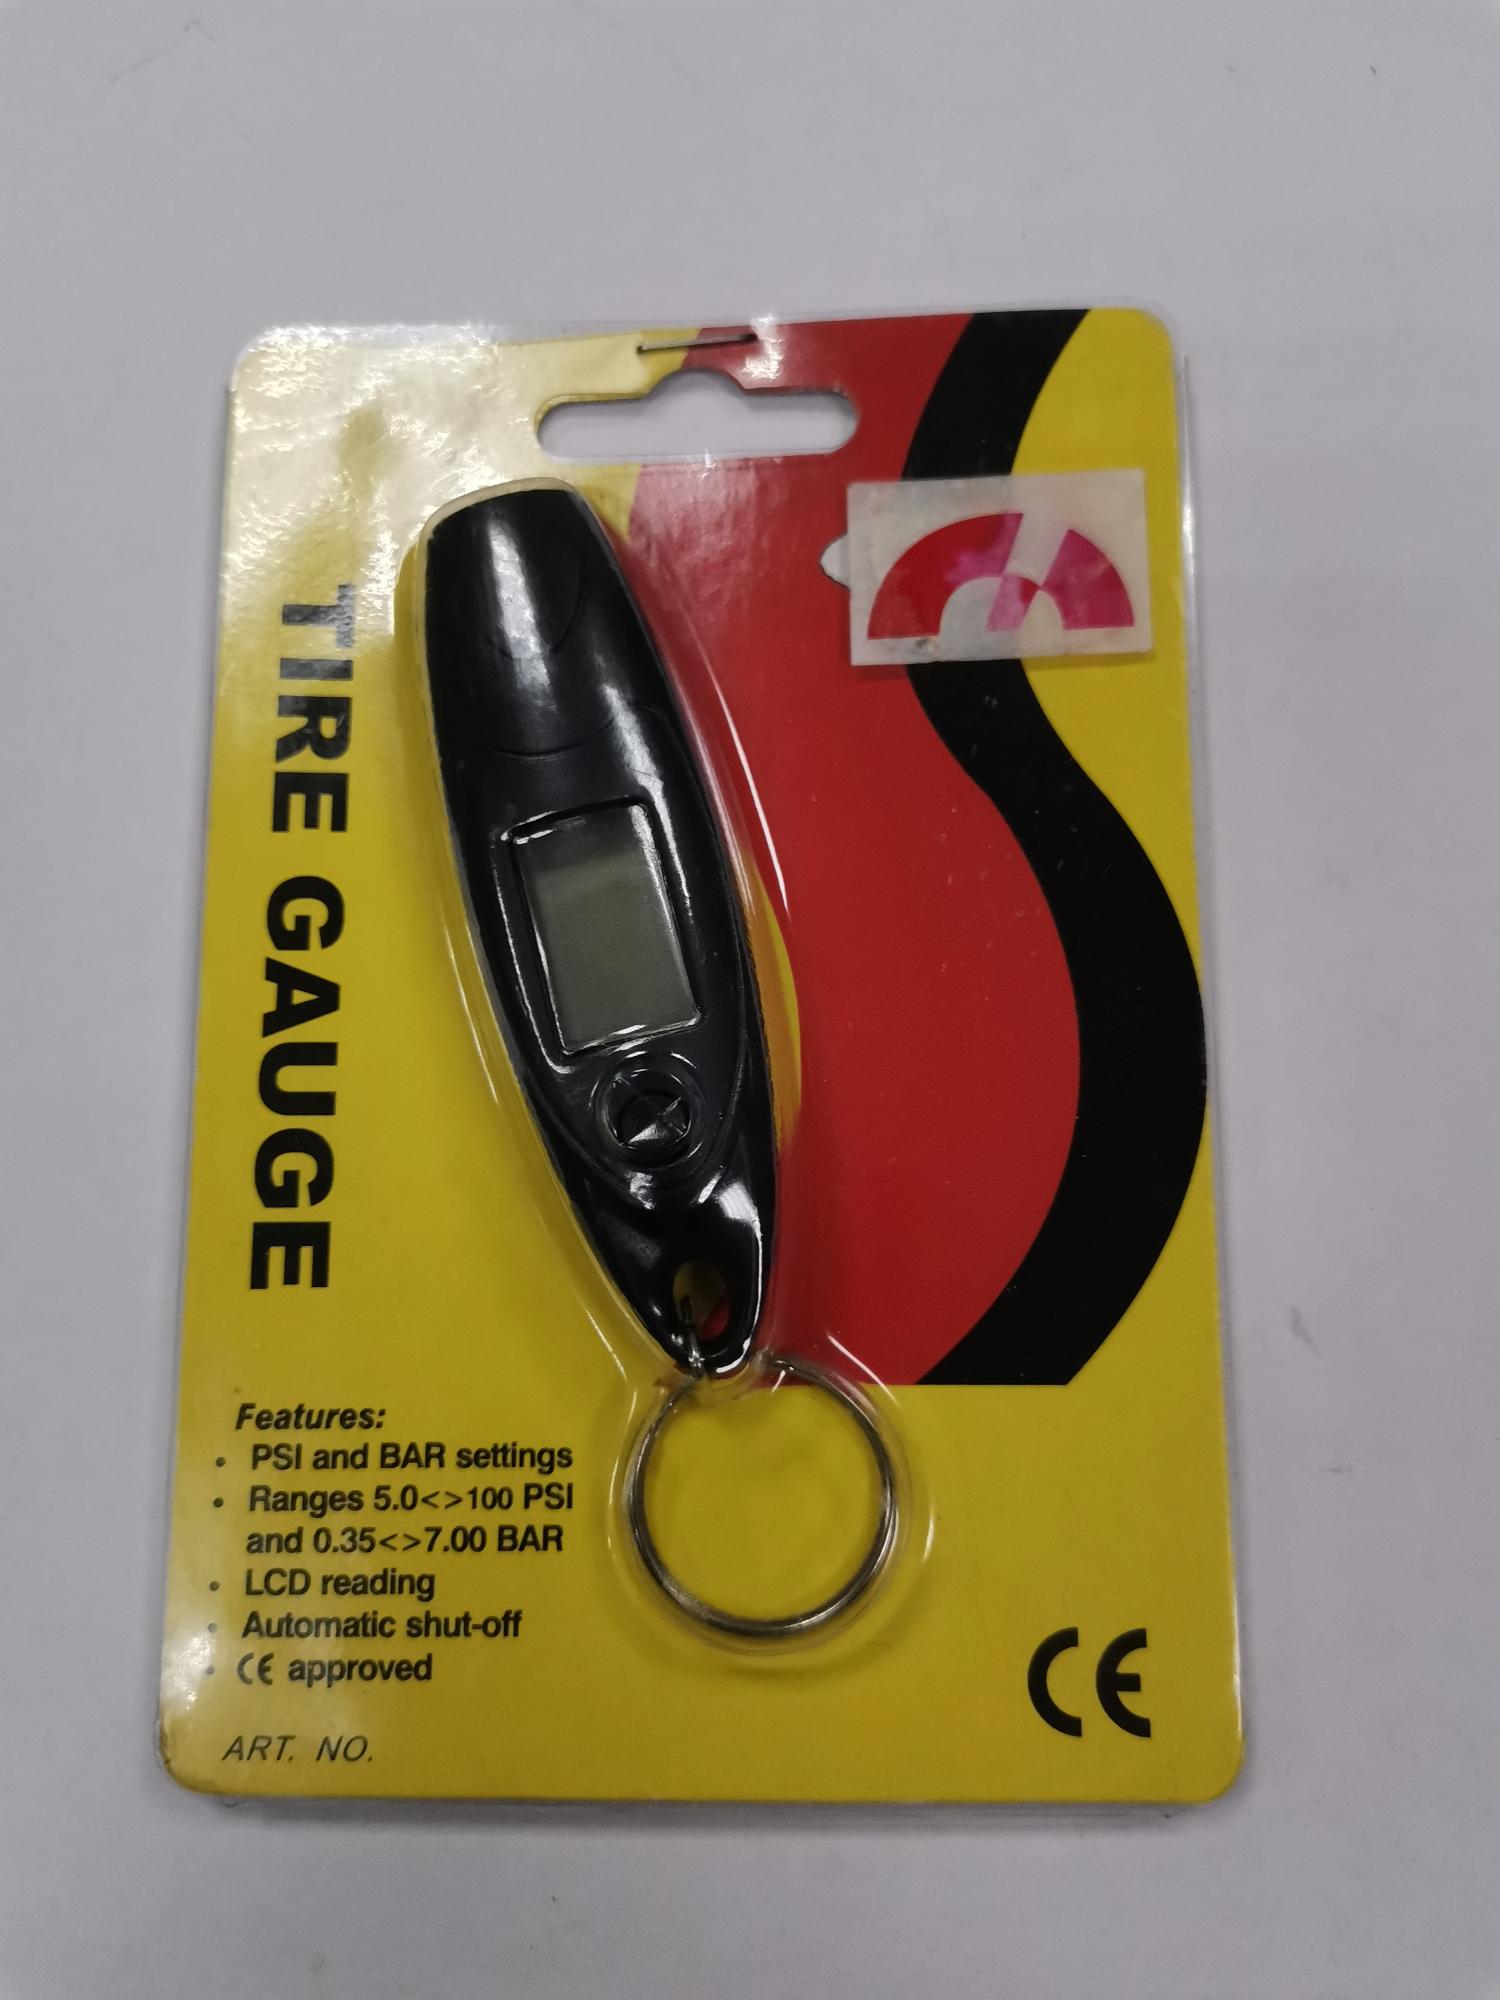 TIRE GAUGE
Features:
• PSI and BAR settings
• Ranges 5.0<>100 PSI
and 0.35<>7.00 BAR
• LCD reading
• Automatic shut-off
• CE approved
ART. NO.
CE